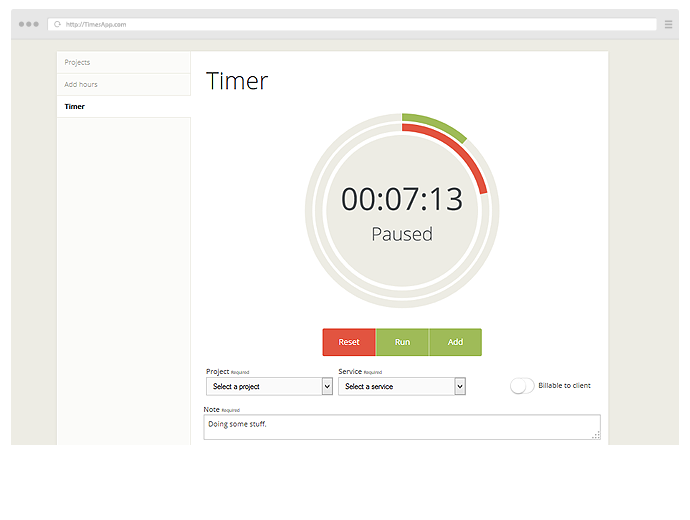 http://TimerApp.com
Projects
Add hours
Timer
Timer
00:07:13
Paused
Reset Run Add
Project Required Service Required
Select a project Select a service Billable to client
Note Required
Doing some stuff.